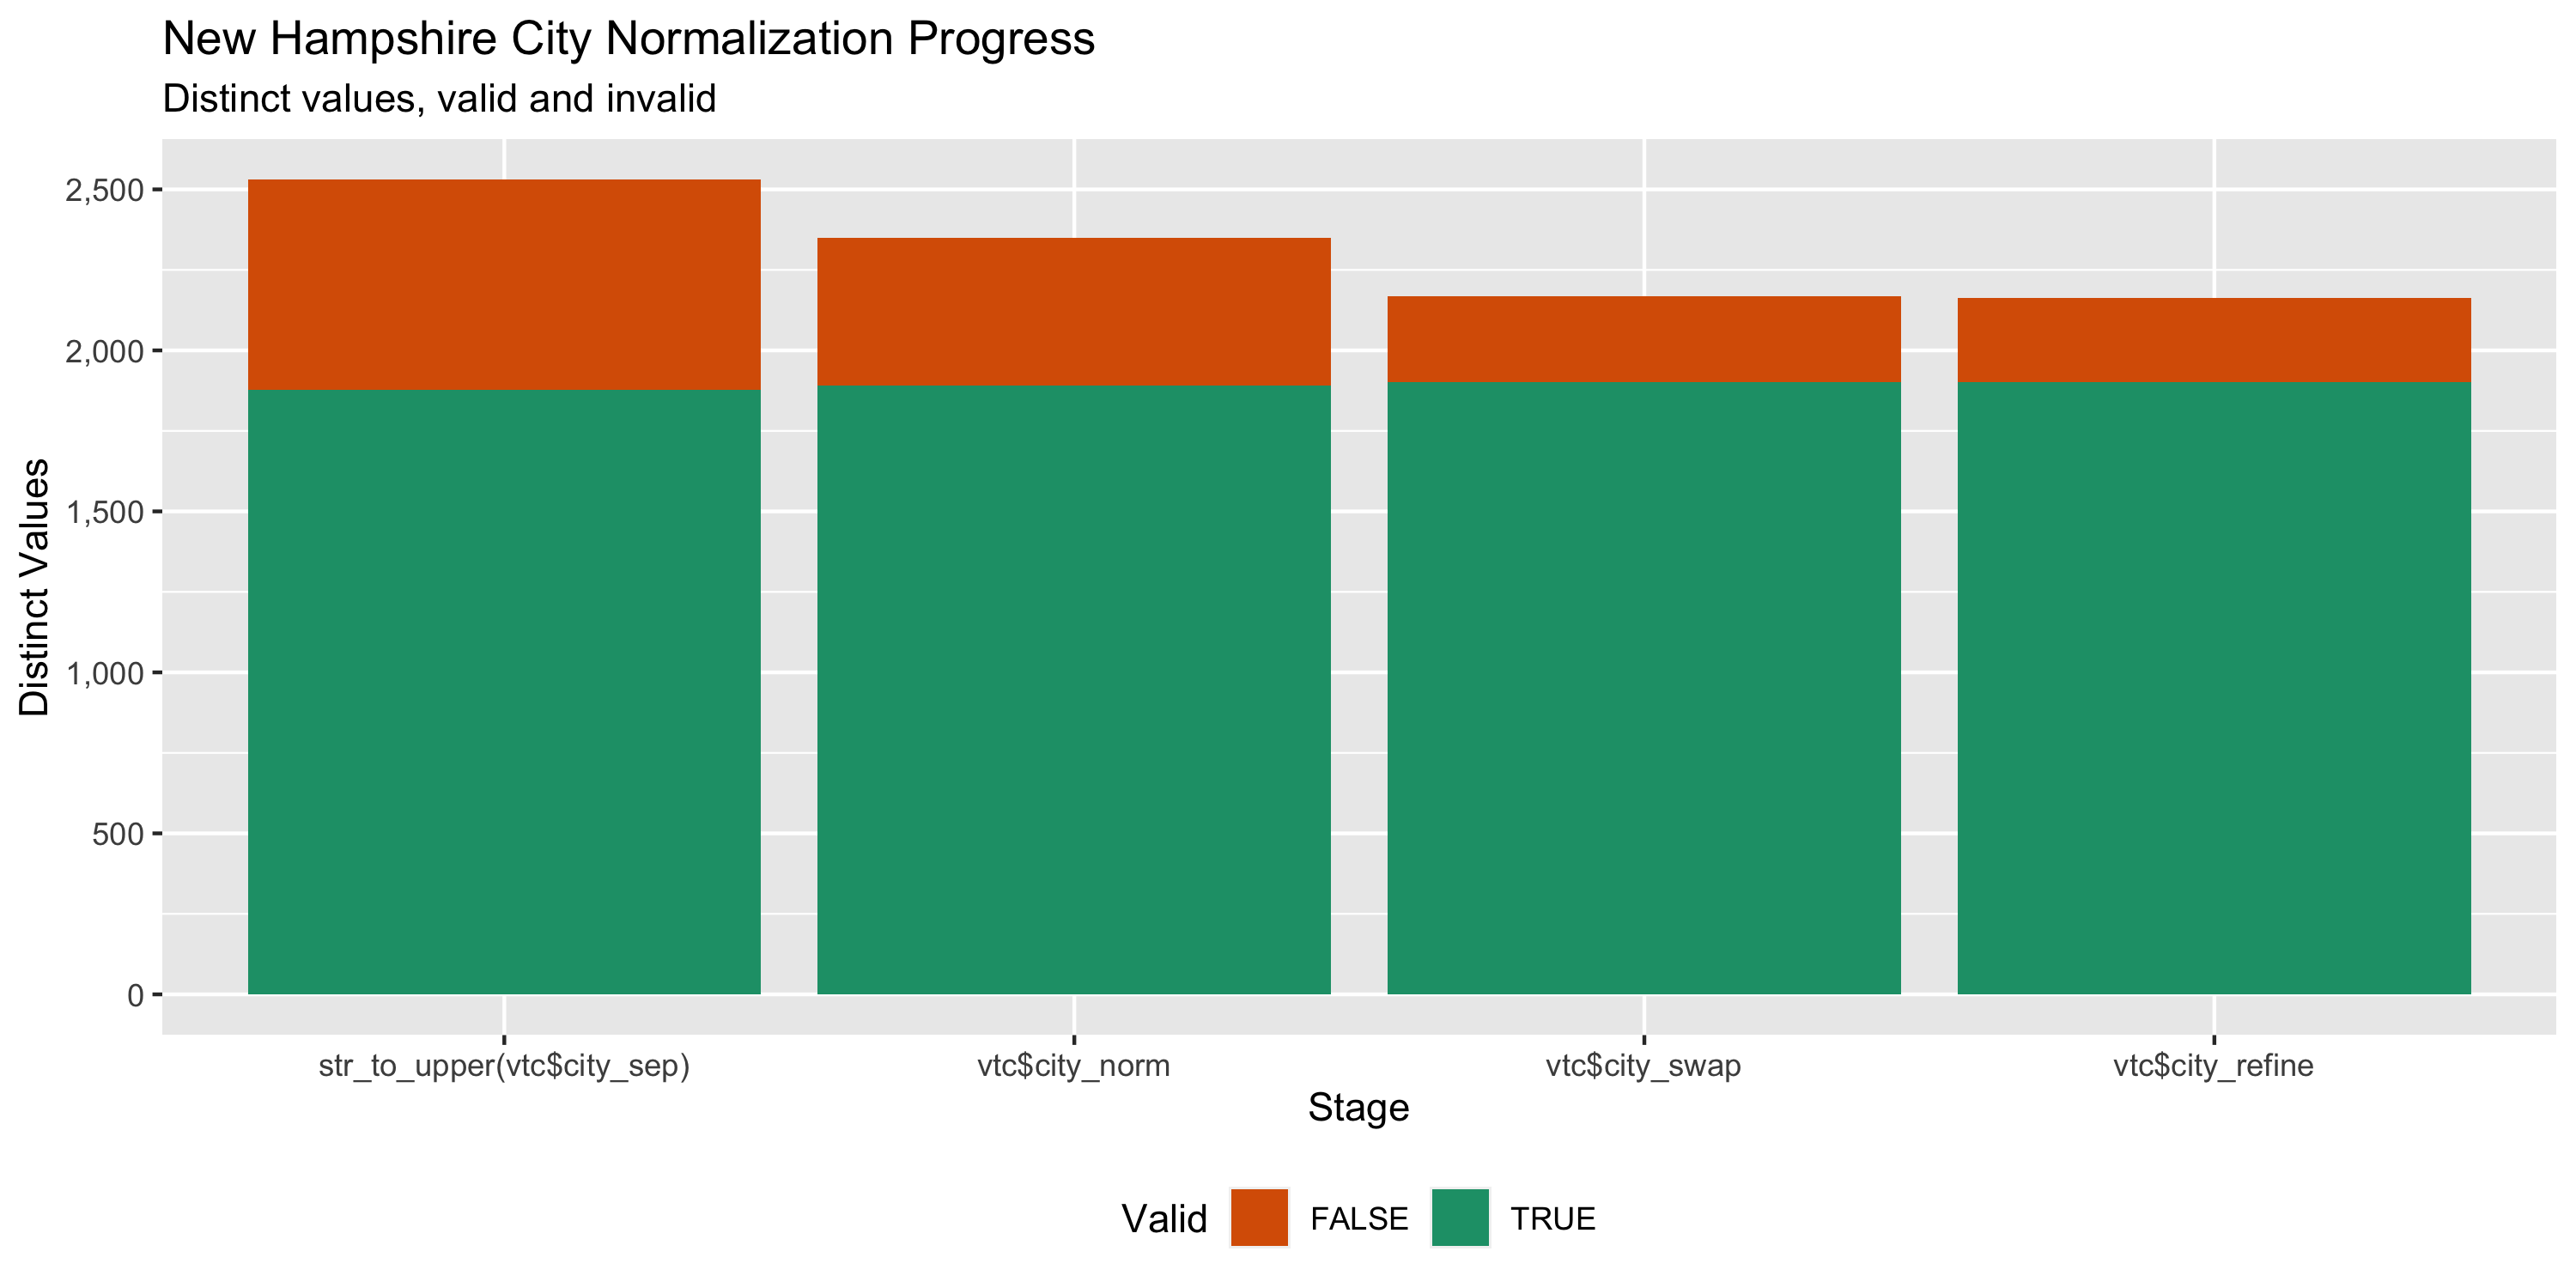 New Hampshire City Normalization Progress
Distinct values, valid and invalid
Distinct Values
2,500
2,000
1,500
1,000
500
0
str_to_upper(vtc$city_sep) vtc$city_norm vtc$city_swap vtc$city_refine
Stage
Valid FALSE TRUE